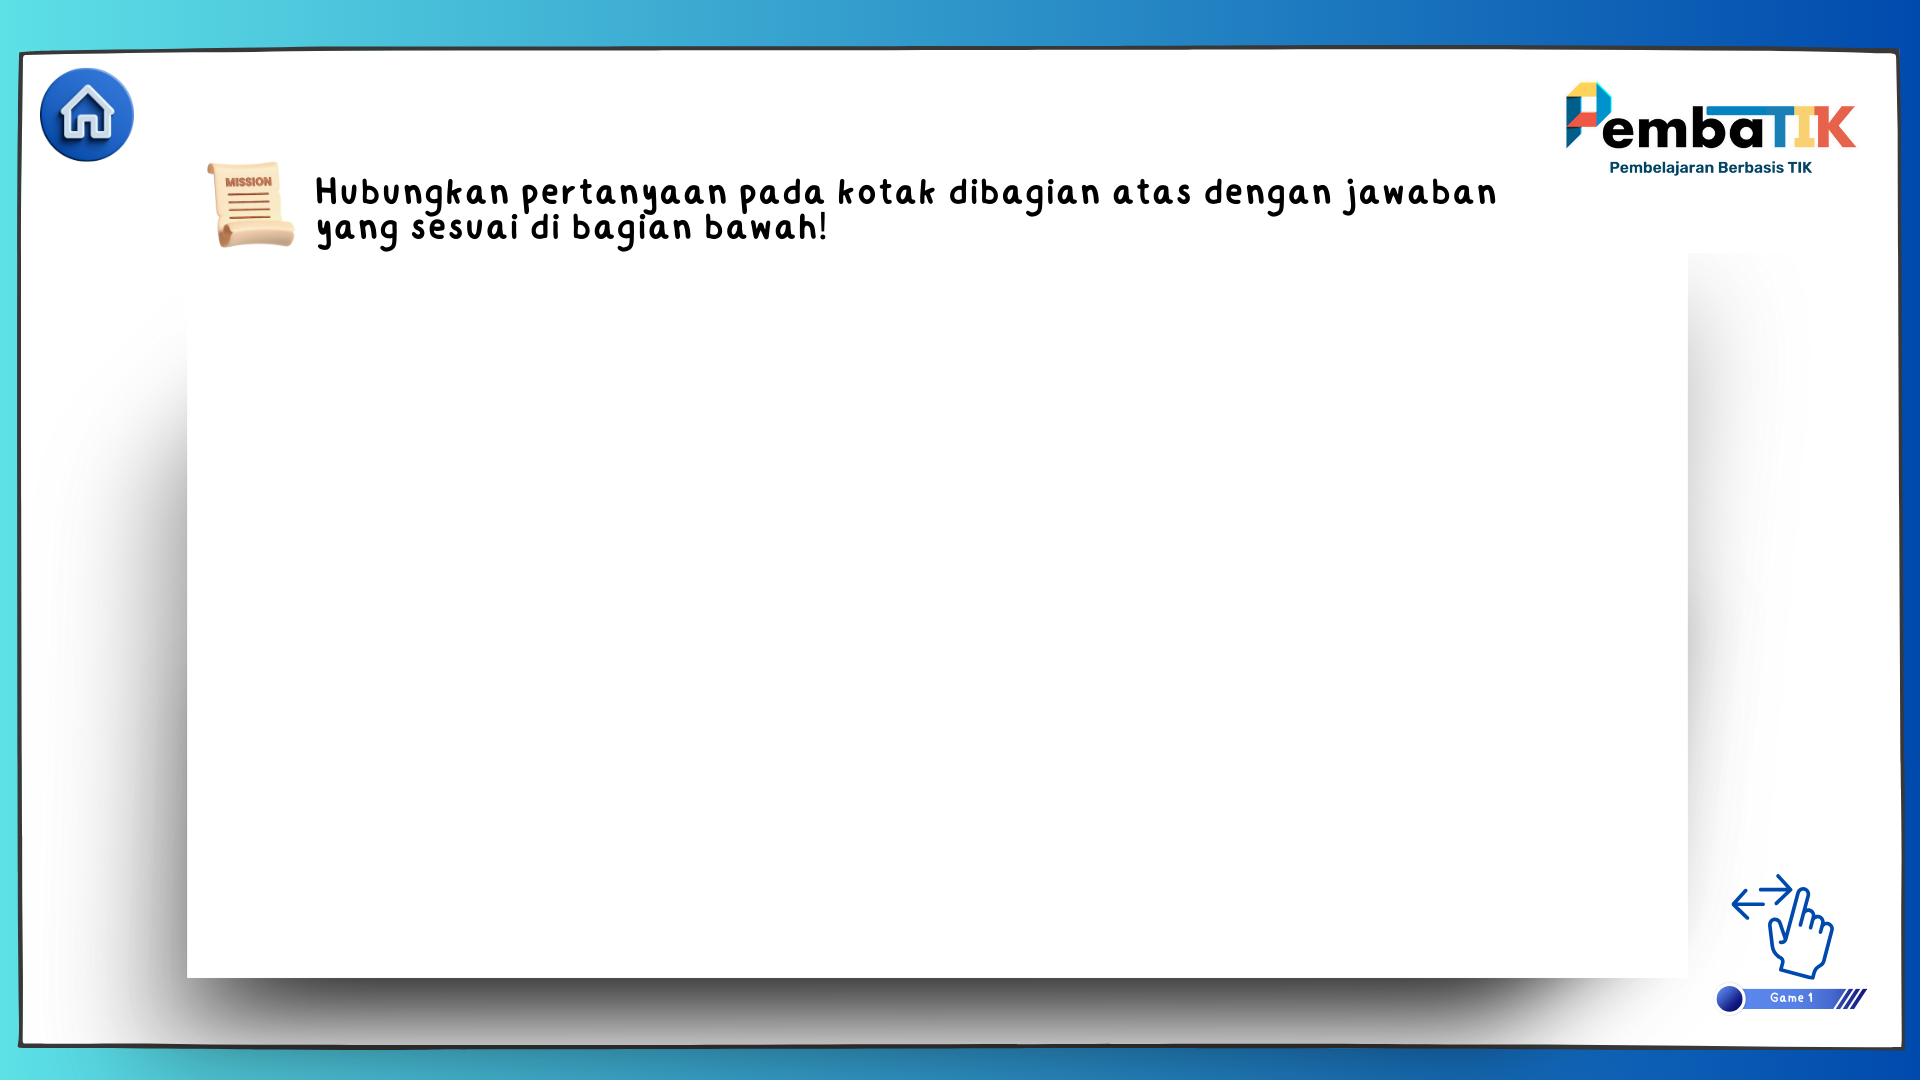 PembaTIK
Pembelajaran Berbasis TIK
MISSION
Hubungkan pertanyaan pada kotak dibagian atas dengan jawaban
yang sesuai di bagian bawah!
Game 1